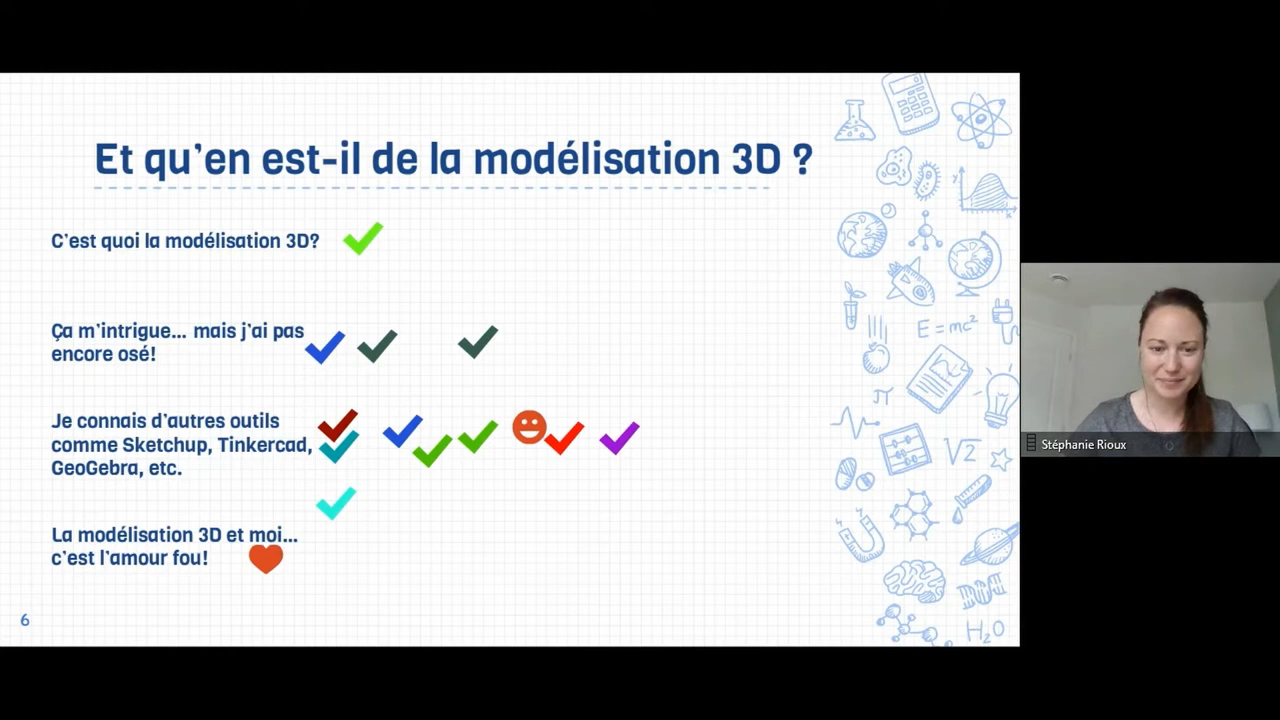 Et qu'en est-il de la modélisation 3D ?
C'est quoi la modélisation 3D?
Ça m'intrigue... mais j'ai pas
encore osé!
Je connais d'autres outils
comme Sketchup, Tinkercad,
GeoGebra, etc.
La modélisation 3D et moi...
c'est l'amour fou!
6
y
x
E=mc²
π
√2
H₂O
Stéphanie Rioux